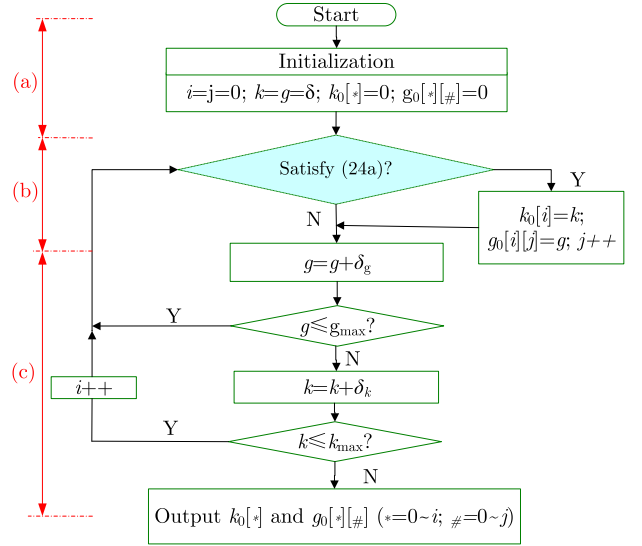 Start
Initialization
(a)
i=j=0; k=g=δ; k₀[*]=0; g₀[*][#]=0
Satisfy (24a)?
Y
(b)
k₀[i]=k;
N
g₀[i][j]=g; j++
g=g+δg
Y
g⩽gmax?
N
(c)
i++
k=k+δₖ
Y
k⩽kmax?
N
Output k₀[*] and g₀[*][#] (*=0~i; #=0~j)